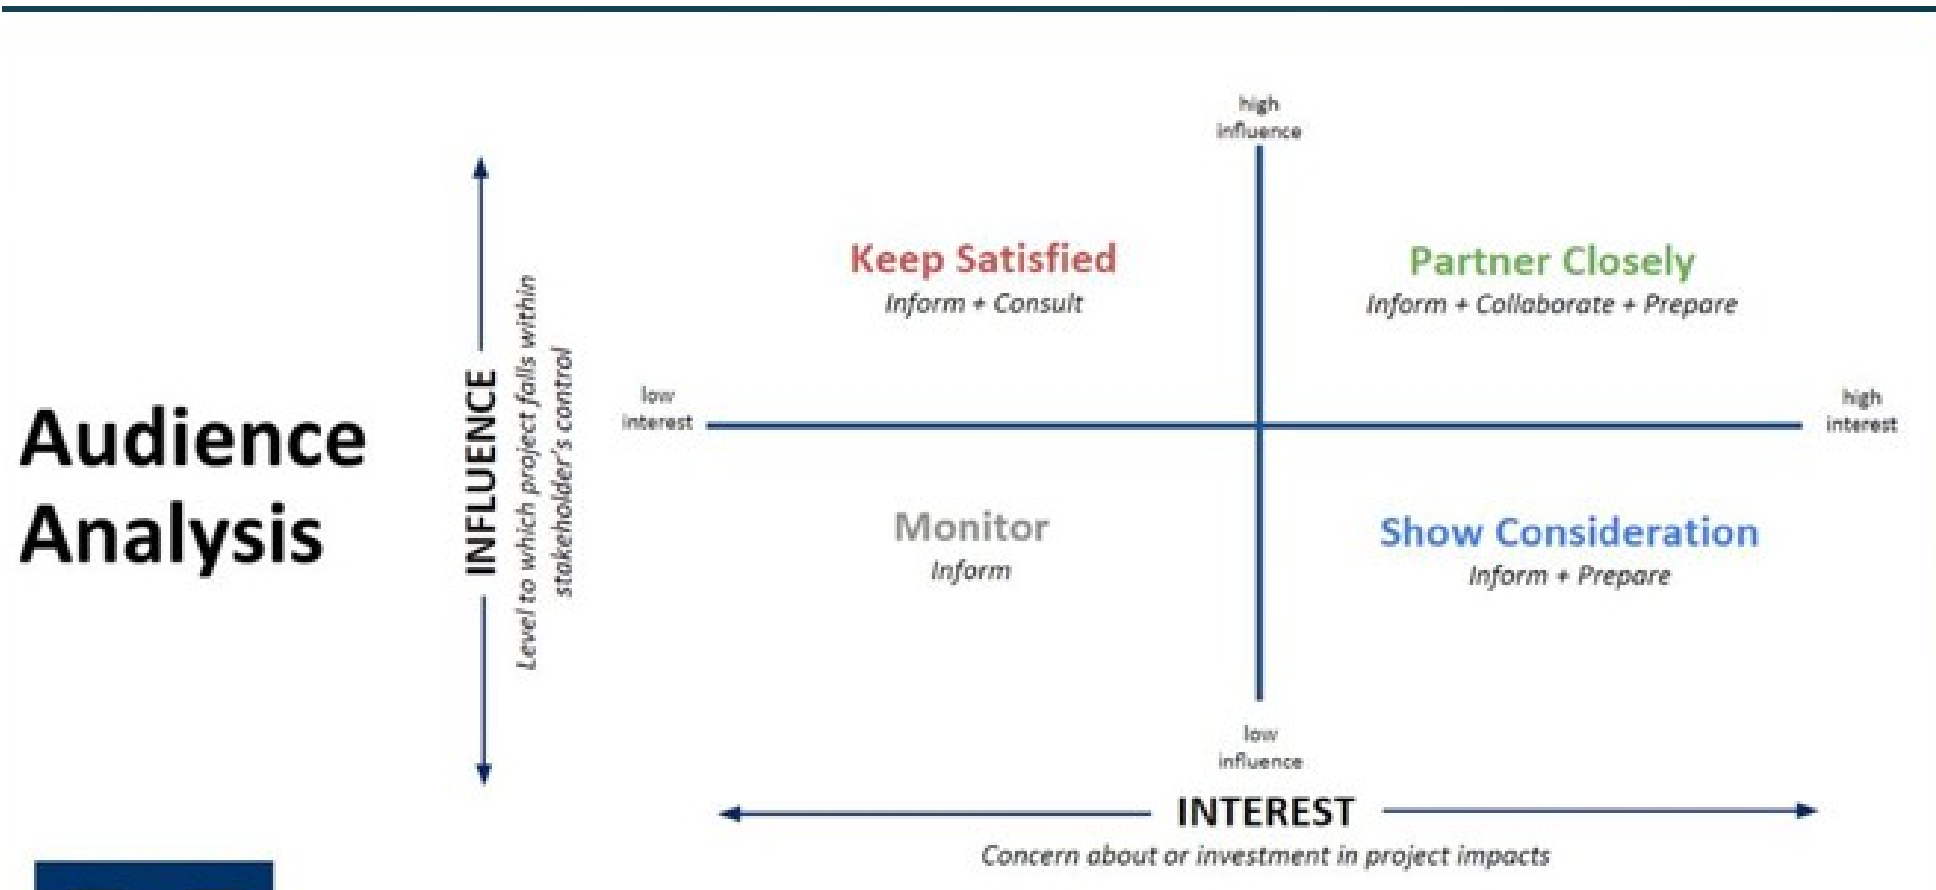 Audience
Analysis
INFLUENCE
Level to which project falls within
stakeholder's control
high
influence
Keep Satisfied
Inform + Consult
Partner Closely
Inform + Collaborate + Prepare
low
interest
high
interest
Monitor
Inform
Show Consideration
Inform + Prepare
low
influence
INTEREST
Concern about or investment in project impacts